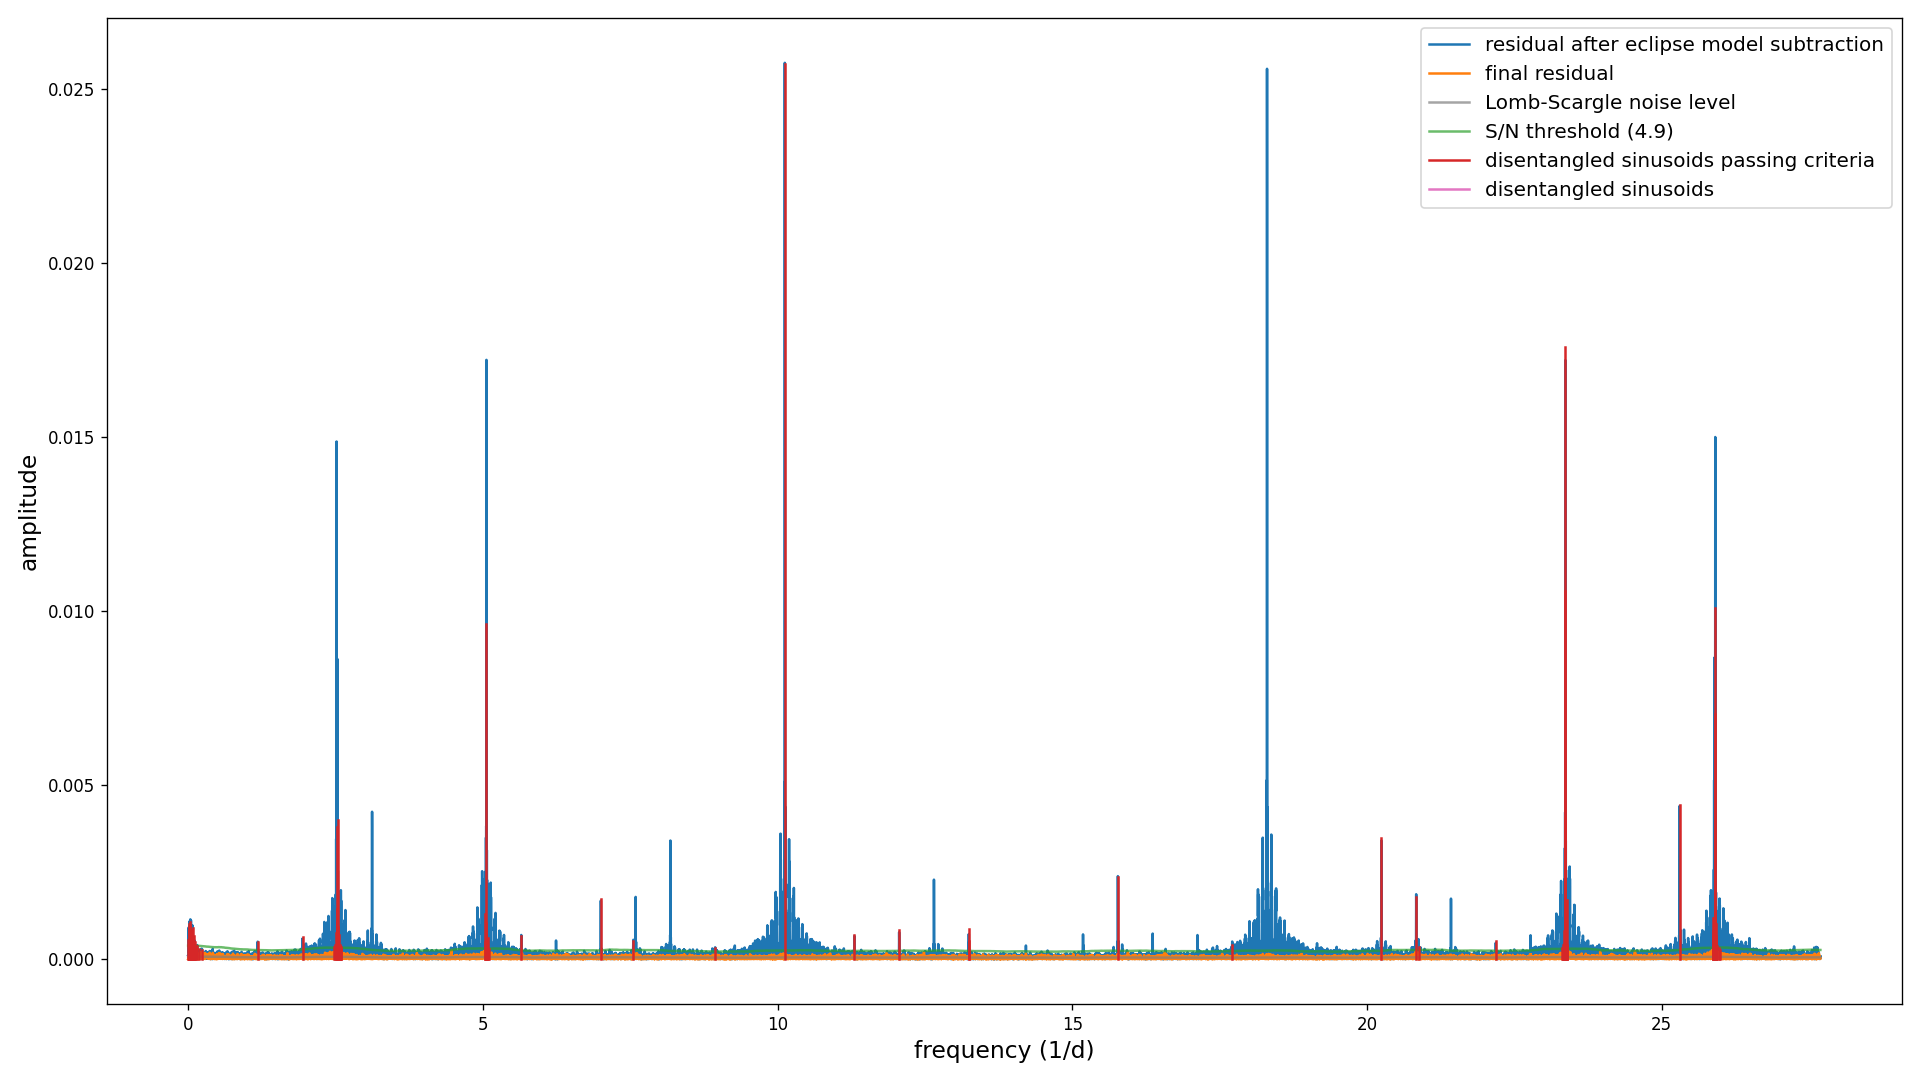 residual after eclipse model subtraction
final residual
Lomb-Scargle noise level
S/N threshold (4.9)
disentangled sinusoids passing criteria
disentangled sinusoids
0.025
0.020
0.015
0.010
0.005
0.000
amplitude
0 5 10 15 20 25
frequency (1/d)